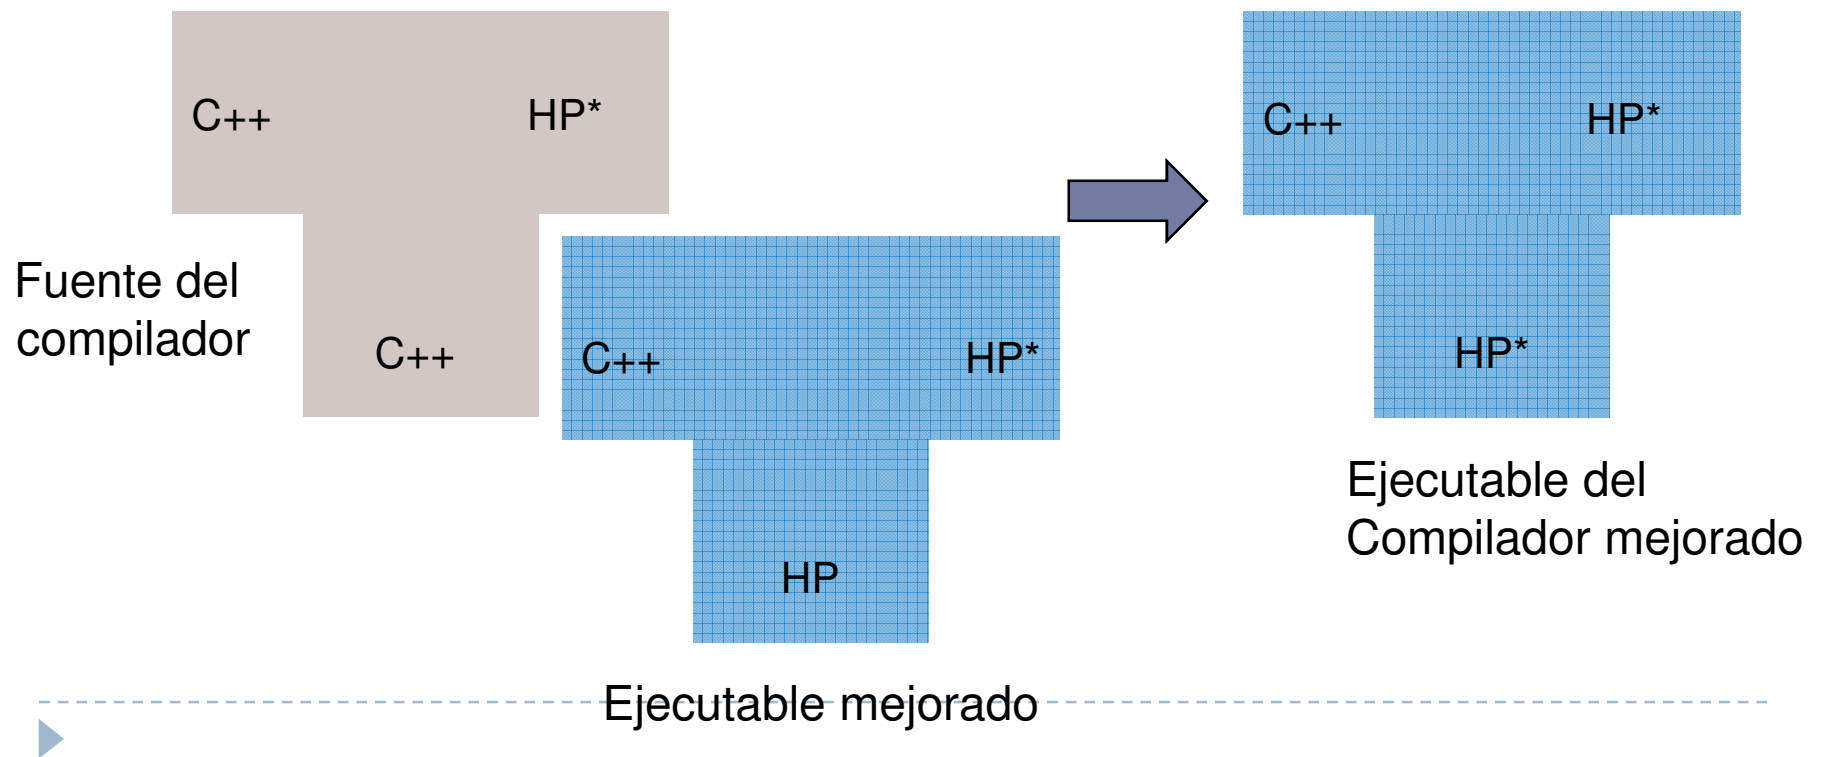 C++ HP*
Fuente del
compilador
C++
C++ HP*
HP
Ejecutable mejorado
C++ HP*
HP*
Ejecutable del
Compilador mejorado